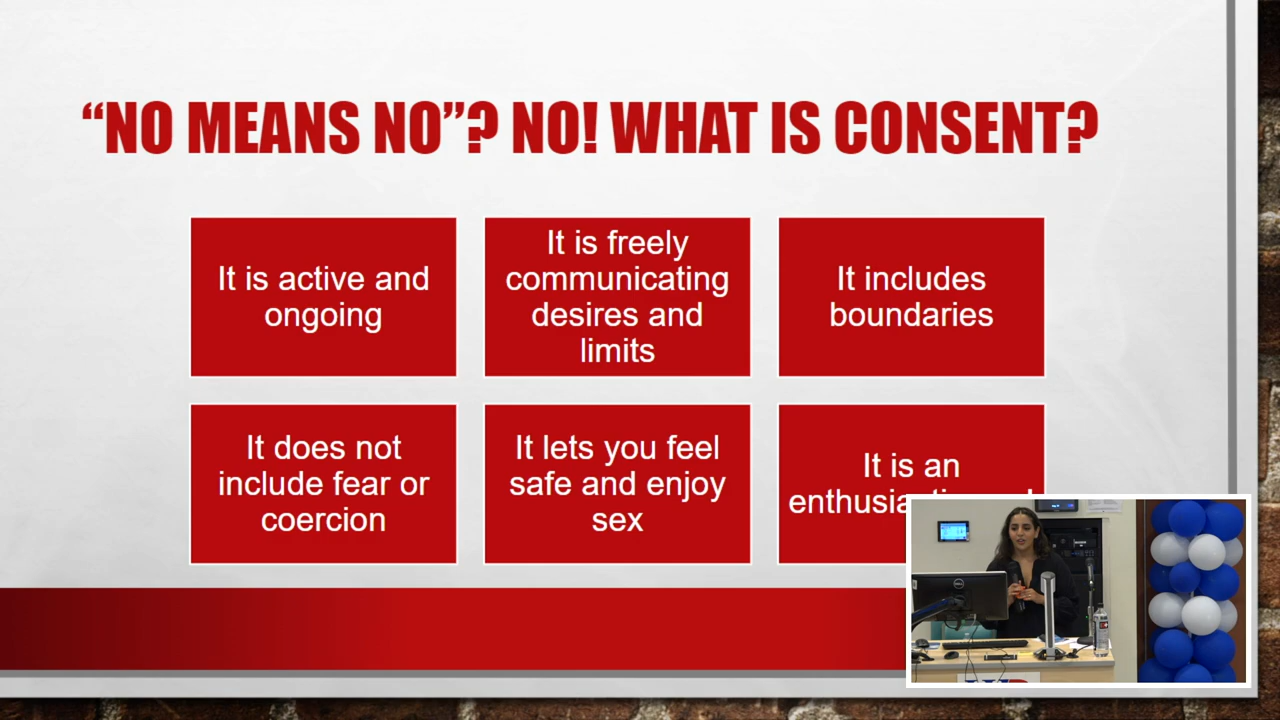 “NO MEANS NO”? NO! WHAT IS CONSENT?
It is active and
ongoing
It is freely
communicating
desires and
limits
It includes
boundaries
It does not
include fear or
coercion
It lets you feel
safe and enjoy
sex
It is an